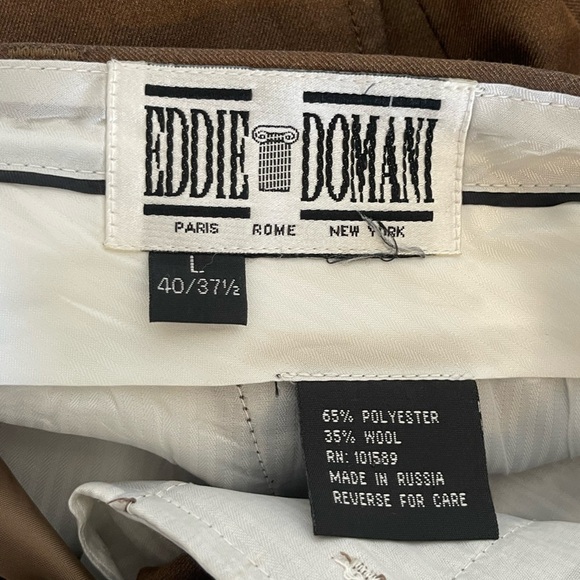 EDDIE DOMANI
PARIS ROME NEW YORK
L
40/37½
65% POLYESTER
35% WOOL
RN: 101589
MADE IN RUSSIA
REVERSE FOR CARE